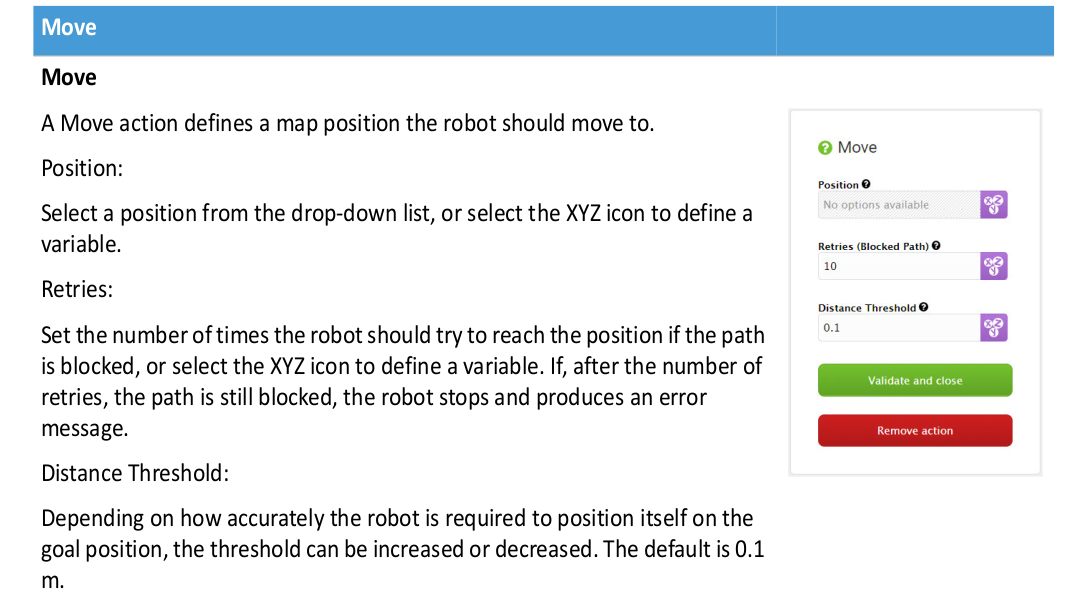 Move
Move
A Move action defines a map position the robot should move to.
Position:
Select a position from the drop-down list, or select the XYZ icon to define a
variable.
Retries:
Set the number of times the robot should try to reach the position if the path
is blocked, or select the XYZ icon to define a variable. If, after the number of
retries, the path is still blocked, the robot stops and produces an error
message.
Distance Threshold:
Depending on how accurately the robot is required to position itself on the
goal position, the threshold can be increased or decreased. The default is 0.1
m.
? Move
Position ?
No options available XYZ
Retries (Blocked Path) ?
10 XYZ
Distance Threshold ?
0.1 XYZ
Validate and close
Remove action